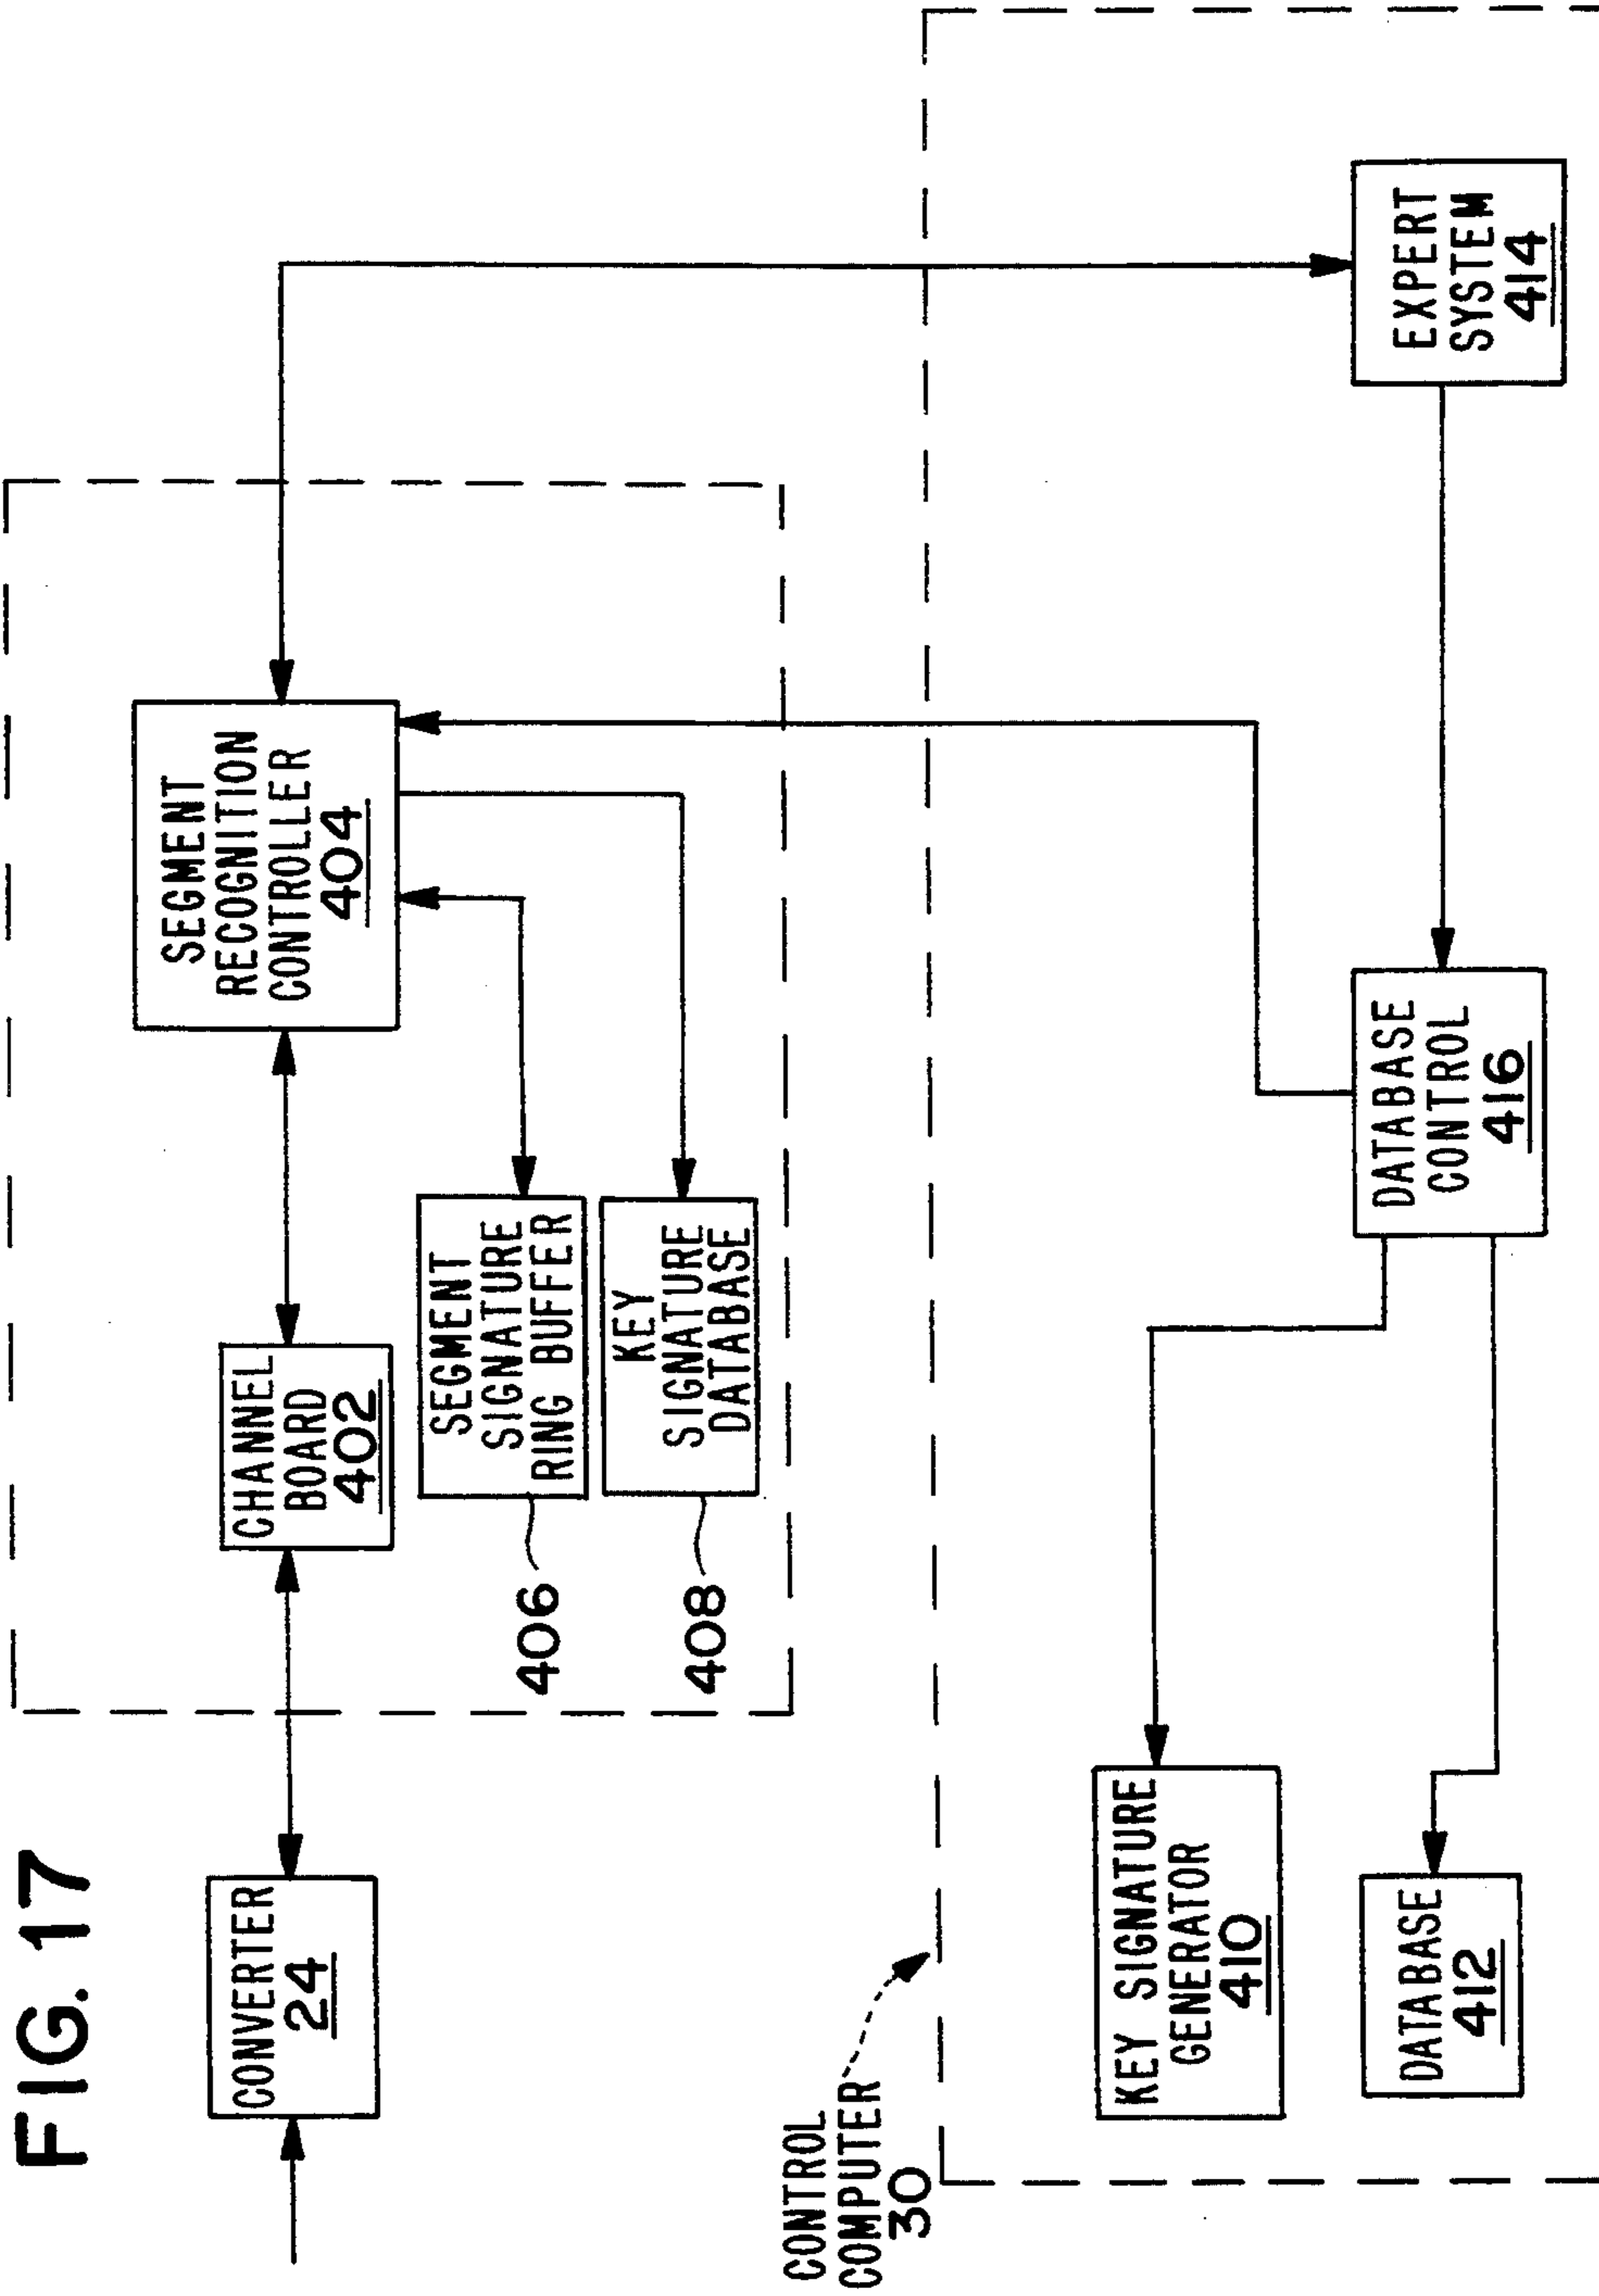 FIG. 17
CONVERTER
24
CHANNEL
BOARD
402
SEGMENT
RECOGNITION
CONTROLLER
404
SEGMENT
SIGNATURE
RING BUFFER
406
KEY
SIGNATURE
DATABASE
408
CONTROL
COMPUTER
30
KEY SIGNATURE
GENERATOR
410
DATABASE
412
DATABASE
CONTROL
416
EXPERT
SYSTEM
414